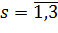 s = \overline{1,3}